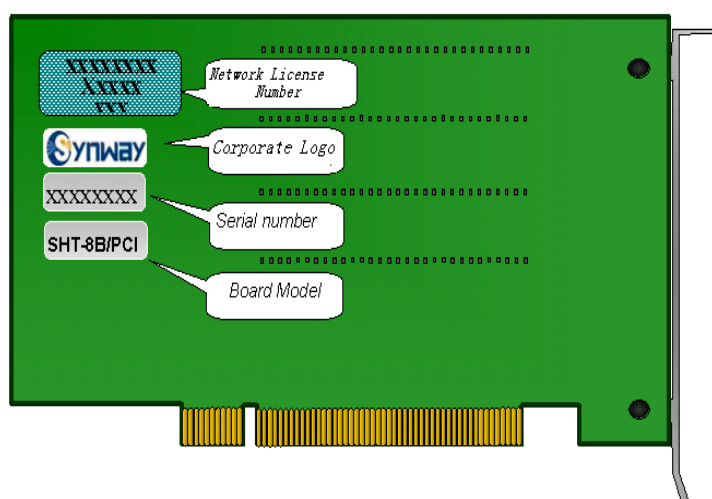 XXXXXXXX
Xxxxx
xxx
Network License
Number
Synway
Corporate Logo
XXXXXXXX
Serial number
SHT-8B/PCI
Board Model